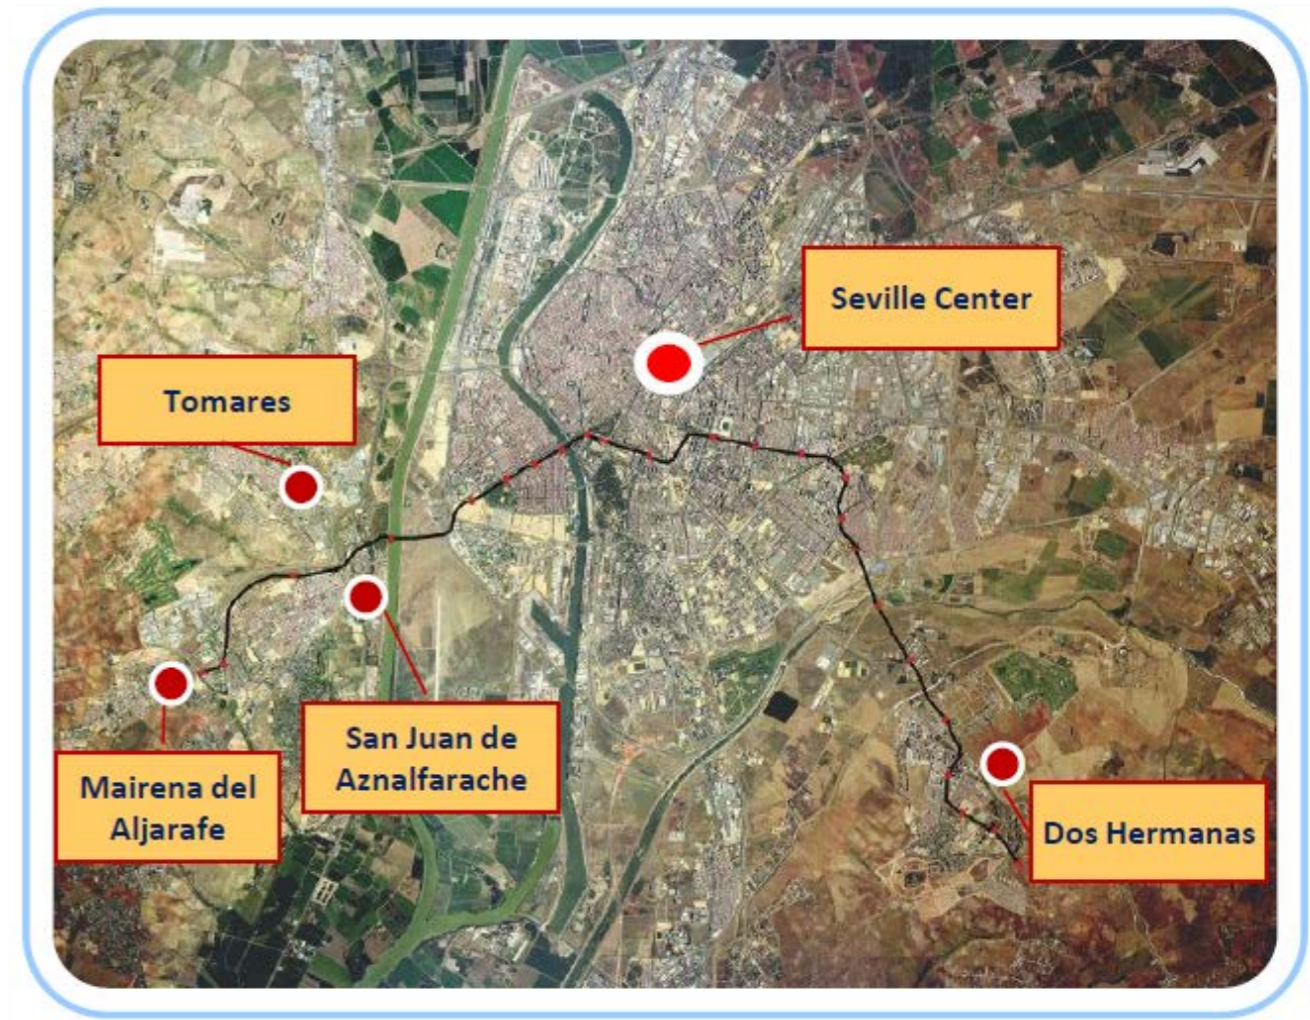 Seville Center
Tomares
San Juan de
Aznalfarache
Mairena del
Aljarafe
Dos Hermanas